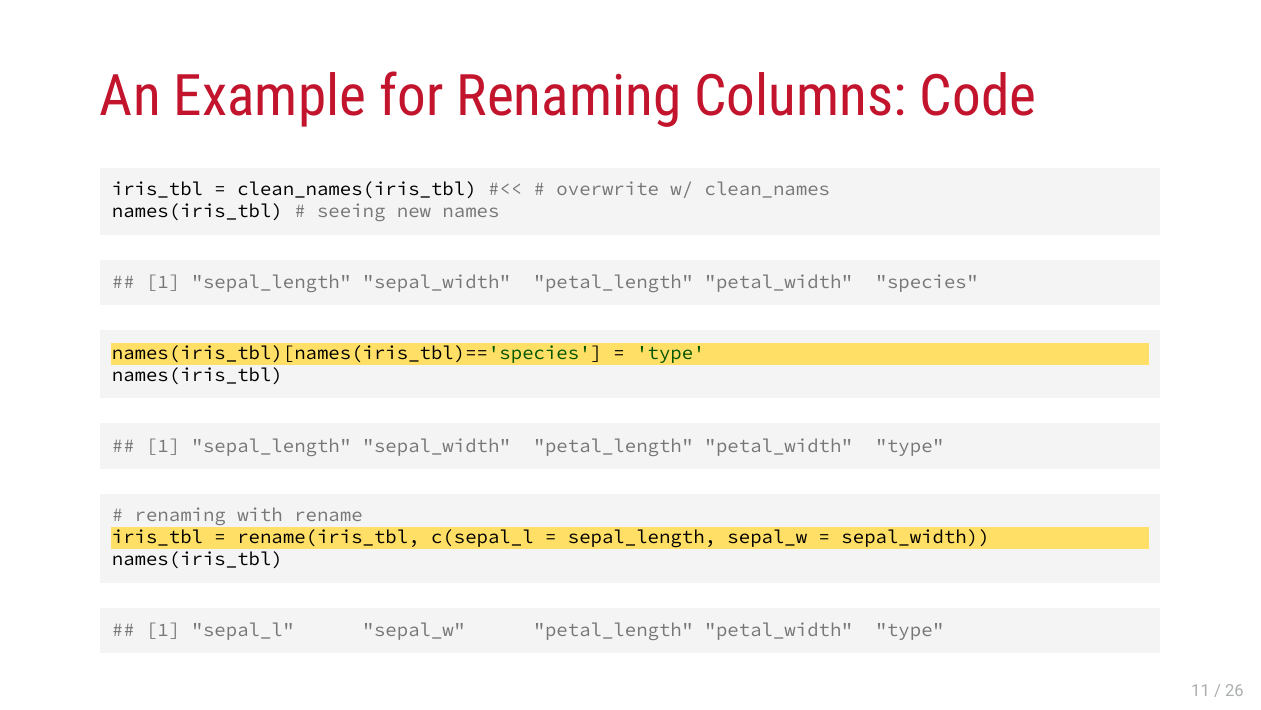 An Example for Renaming Columns: Code
iris_tbl = clean_names(iris_tbl) #<< # overwrite w/ clean_names
names(iris_tbl) # seeing new names
## [1] "sepal_length" "sepal_width"  "petal_length" "petal_width"  "species"
names(iris_tbl)[names(iris_tbl)=='species'] = 'type'
names(iris_tbl)
## [1] "sepal_length" "sepal_width"  "petal_length" "petal_width"  "type"
# renaming with rename
iris_tbl = rename(iris_tbl, c(sepal_l = sepal_length, sepal_w = sepal_width))
names(iris_tbl)
## [1] "sepal_l"      "sepal_w"      "petal_length" "petal_width"  "type"
11 / 26